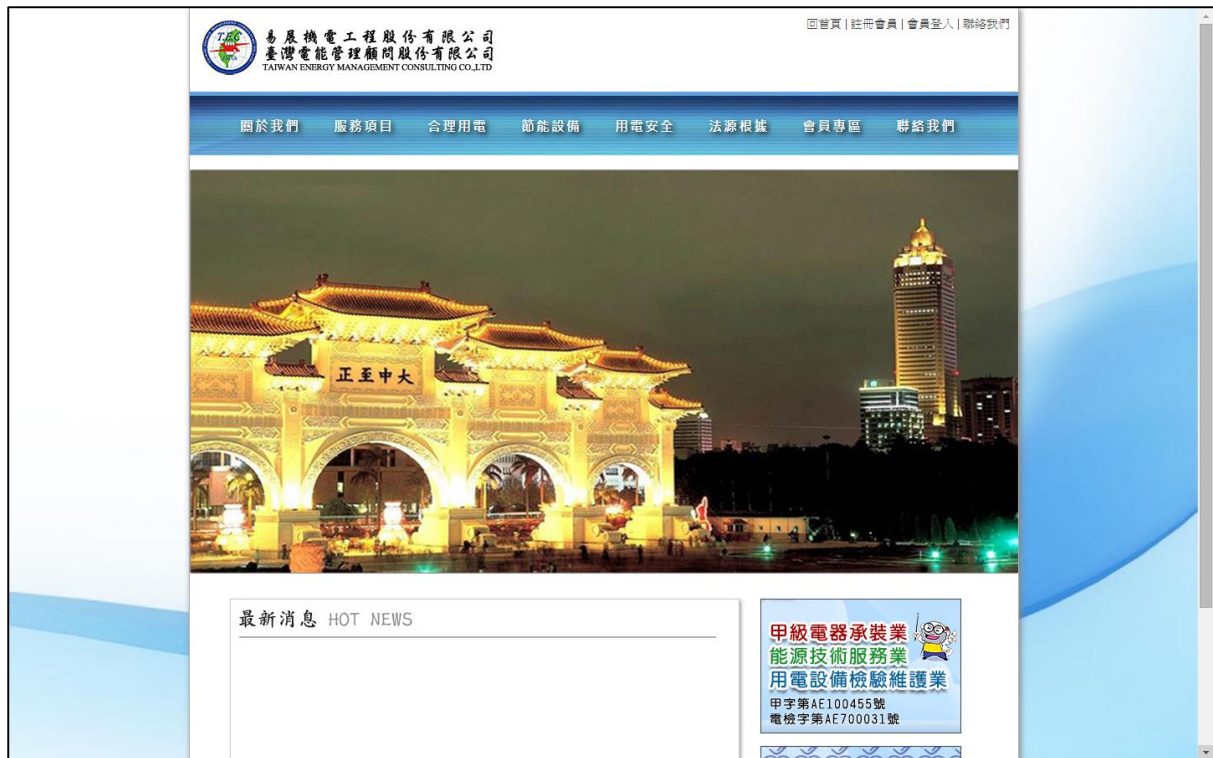 TEC
易展機電工程股份有限公司
臺灣電能管理顧問股份有限公司
TAIWAN ENERGY MANAGEMENT CONSULTING CO.,LTD
回首頁 | 註冊會員 | 會員登入 | 聯絡我們
關於我們 服務項目 合理用電 節能設備 用電安全 法源根據 會員專區 聯絡我們
正至中大
最新消息 HOT NEWS
甲級電器承裝業
能源技術服務業
用電設備檢驗維護業
甲字第AE100455號
電檢字第AE700031號